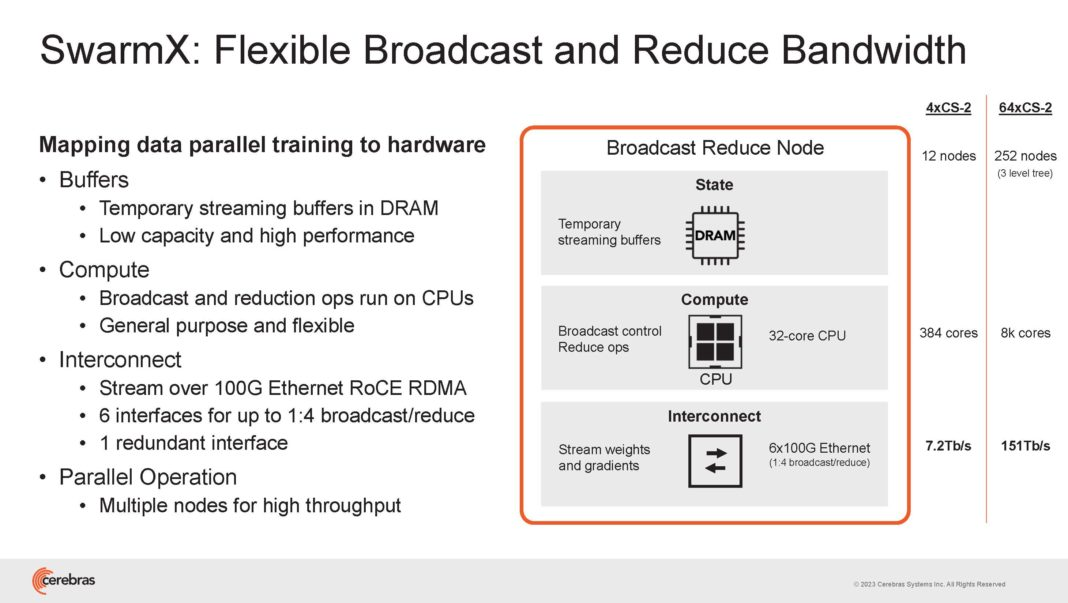 SwarmX: Flexible Broadcast and Reduce Bandwidth
Mapping data parallel training to hardware
• Buffers
• Temporary streaming buffers in DRAM
• Low capacity and high performance
• Compute
• Broadcast and reduction ops run on CPUs
• General purpose and flexible
• Interconnect
• Stream over 100G Ethernet RoCE RDMA
• 6 interfaces for up to 1:4 broadcast/reduce
• 1 redundant interface
• Parallel Operation
• Multiple nodes for high throughput
Broadcast Reduce Node
State
Temporary
streaming buffers
DRAM
Compute
Broadcast control
Reduce ops
32-core CPU
CPU
Interconnect
Stream weights
and gradients
6x100G Ethernet
(1:4 broadcast/reduce)
4xCS-2
64xCS-2
12 nodes
252 nodes
(3 level tree)
384 cores
8k cores
7.2Tb/s
151Tb/s
cerebras
© 2023 Cerebras Systems Inc. All Rights Reserved